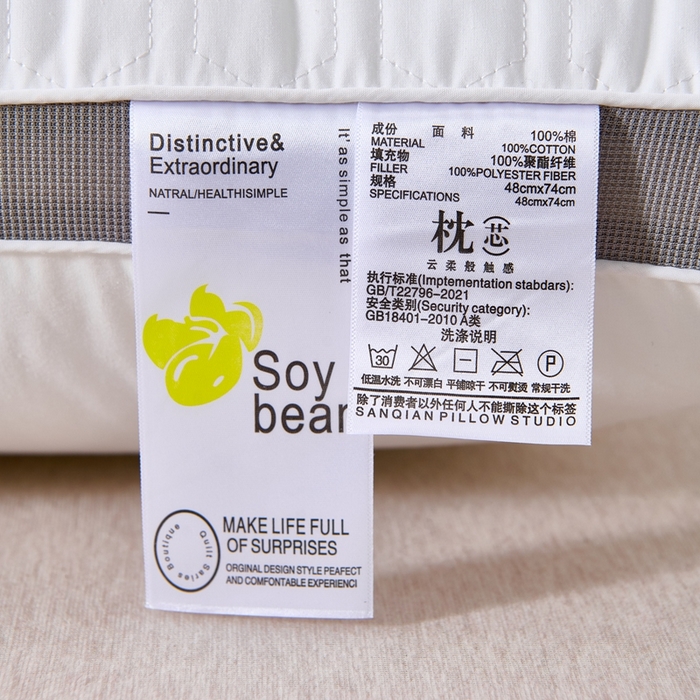 Distinctive&
Extraordinary
NATRAL/HEALTHSIMPLE
It' as simple as that
Soy
bear
Quilt Saries Boutique
MAKE LIFE FULL
OF SURPRISES
ORGINAL DESIGN STYLE PEAFECT
AND COMFONTABLE EXPERIENCI
成份 面料 100%棉
MATERIAL 100%COTTON
填充物 100%聚酯纤维
FILLER 100%POLYESTER FIBER
规格 48cmx74cm
SPECIFICATIONS 48cmx74cm
枕(芯)
云柔般触感
执行标准(Imptementation stabdars):
GB/T22796-2021
安全类别(Security category):
GB18401-2010 A类
洗涤说明
30 P
低温水洗 不可漂白 平铺晾干 不可熨烫 常规干洗
除了消费者以外任何人不能撕除这个标签
SANQIAN PILLOW STUDIO